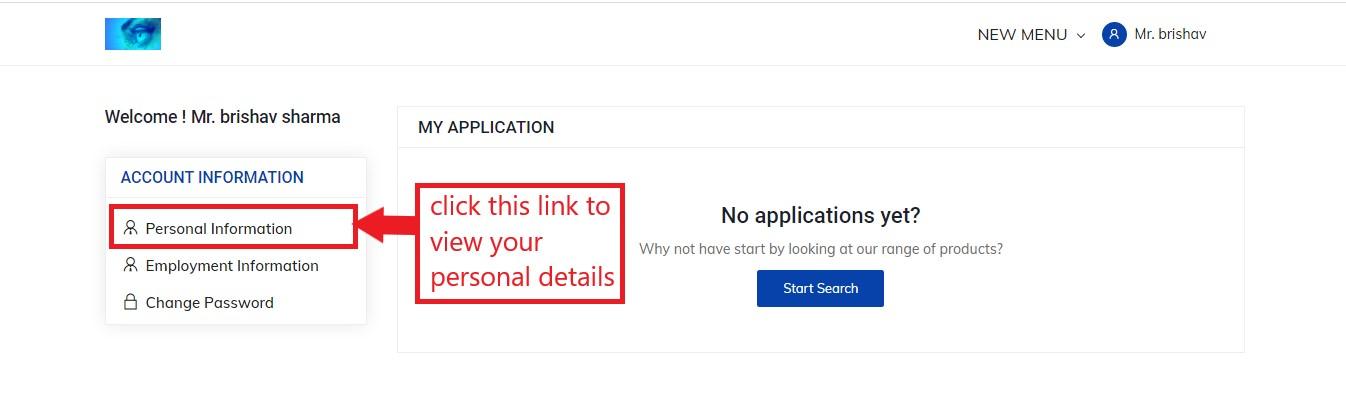 NEW MENU
Mr. brishav
Welcome ! Mr. brishav sharma
ACCOUNT INFORMATION
Personal Information
Employment Information
Change Password
click this link to
view your
personal details
MY APPLICATION
No applications yet?
Why not have start by looking at our range of products?
Start Search